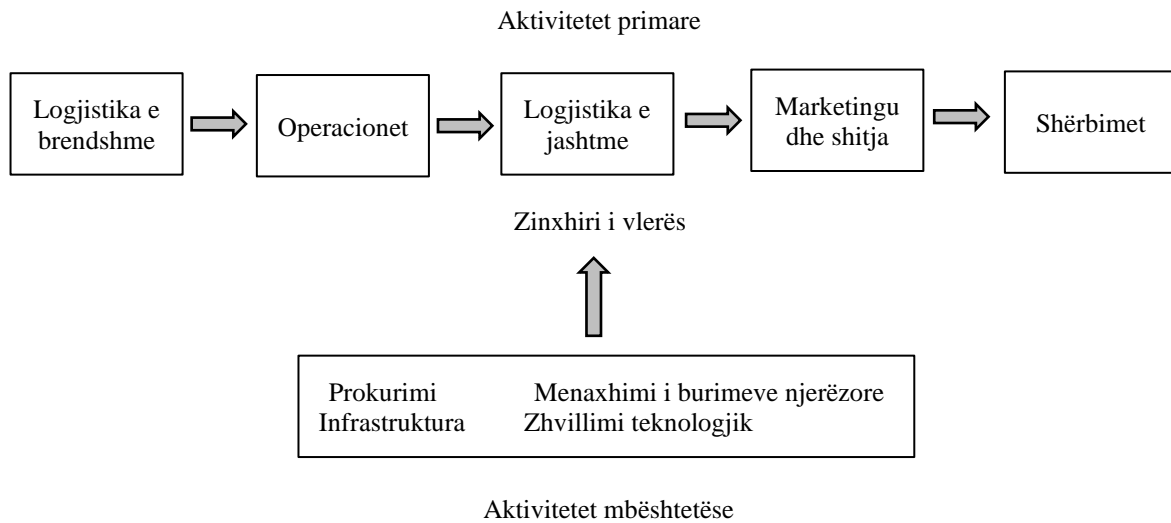 Aktivitetet primare
Logjistika e
brendshme
Operacionet
Logjistika e
jashtme
Marketingu
dhe shitja
Shërbimet
Zinxhiri i vlerës
Prokurimi Menaxhimi i burimeve njerëzore
Infrastruktura Zhvillimi teknologjik
Aktivitetet mbështetëse